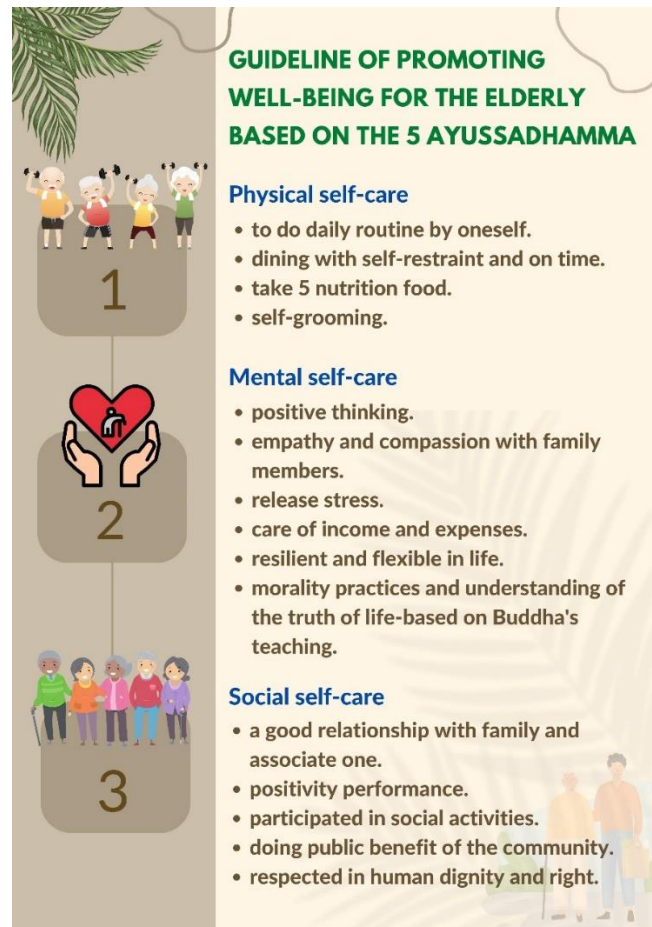 GUIDELINE OF PROMOTING
WELL-BEING FOR THE ELDERLY
BASED ON THE 5 AYUSSADHAMMA
Physical self-care
• to do daily routine by oneself.
• dining with self-restraint and on time.
• take 5 nutrition food.
• self-grooming.
1
Mental self-care
• positive thinking.
• empathy and compassion with family
members.
• release stress.
• care of income and expenses.
• resilient and flexible in life.
• morality practices and understanding of
the truth of life-based on Buddha's
teaching.
2
Social self-care
• a good relationship with family and
associate one.
• positivity performance.
• participated in social activities.
• doing public benefit of the community.
• respected in human dignity and right.
3